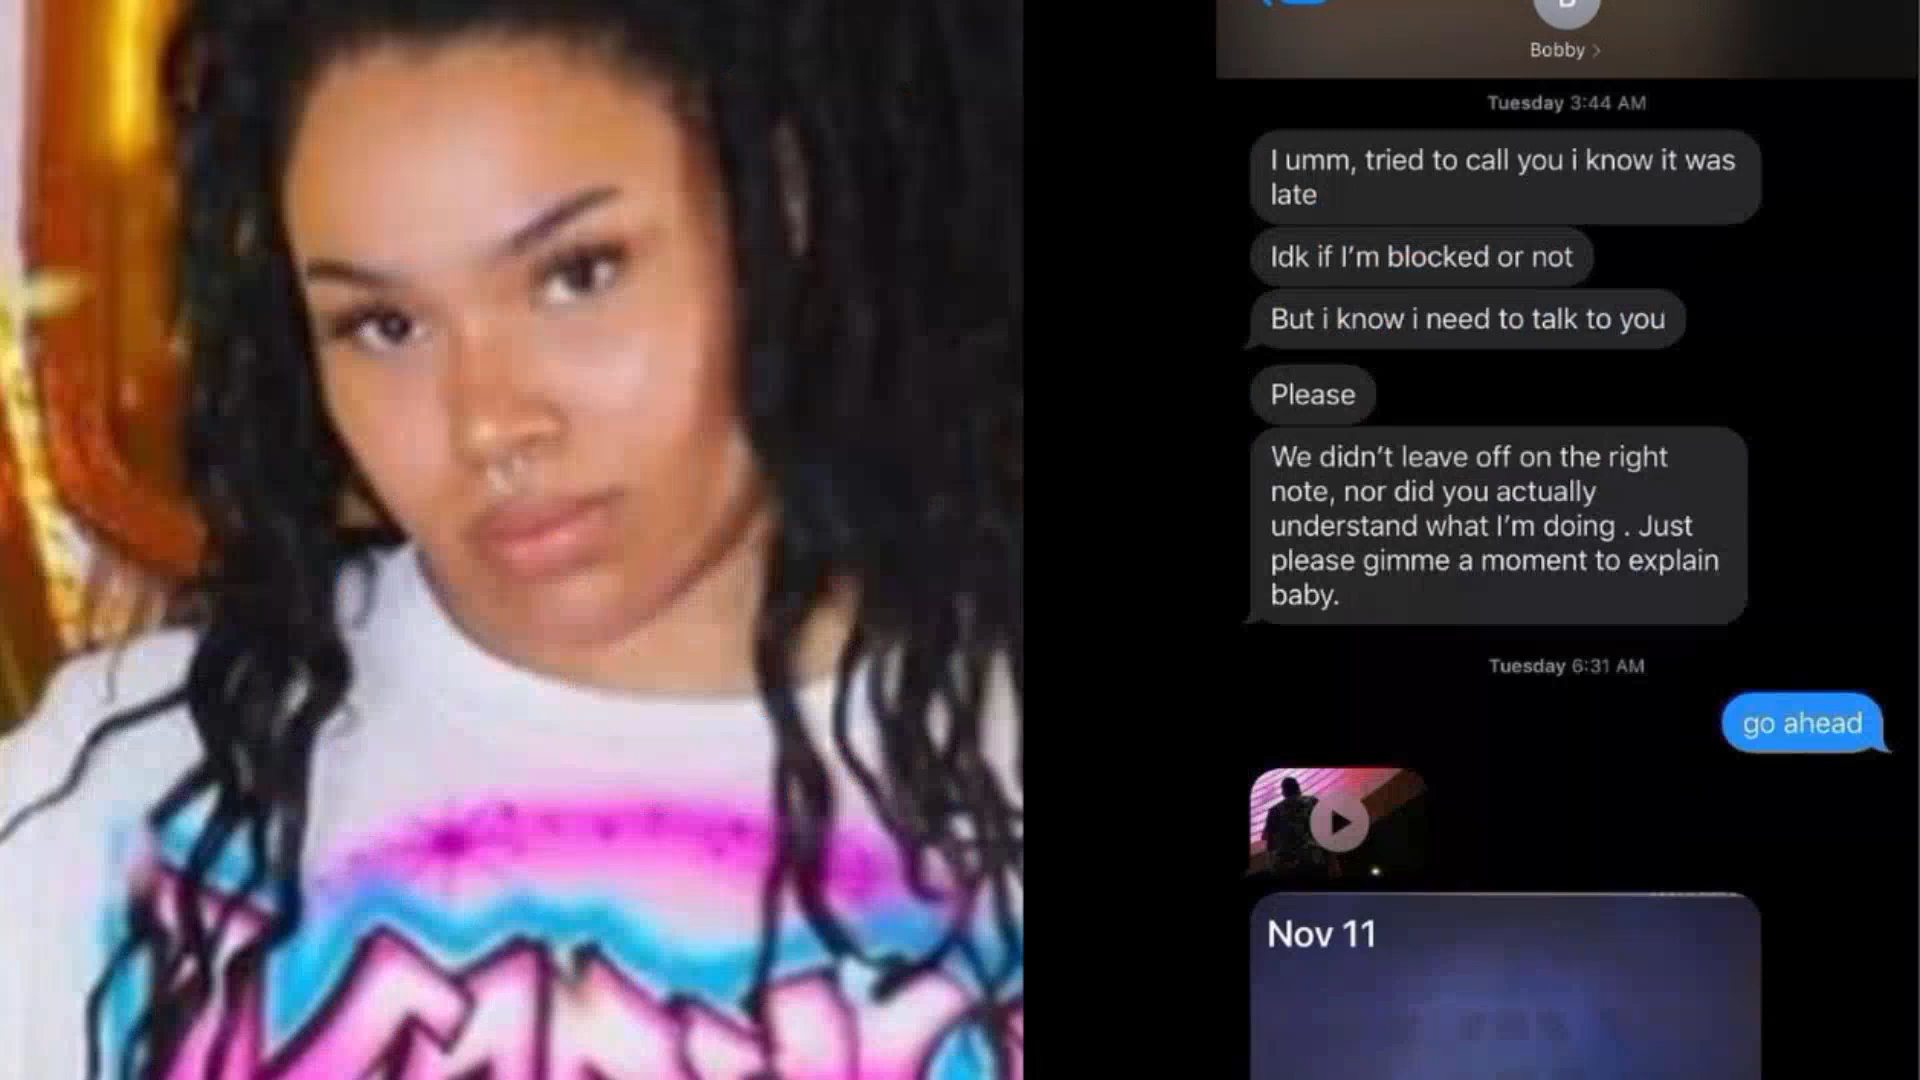 Bobby
Tuesday 3:44 AM
I umm, tried to call you i know it was
late
Idk if I'm blocked or not
But i know i need to talk to you
Please
We didn't leave off on the right
note, nor did you actually
understand what I'm doing . Just
please gimme a moment to explain
baby.
Tuesday 6:31 AM
go ahead
Nov 11